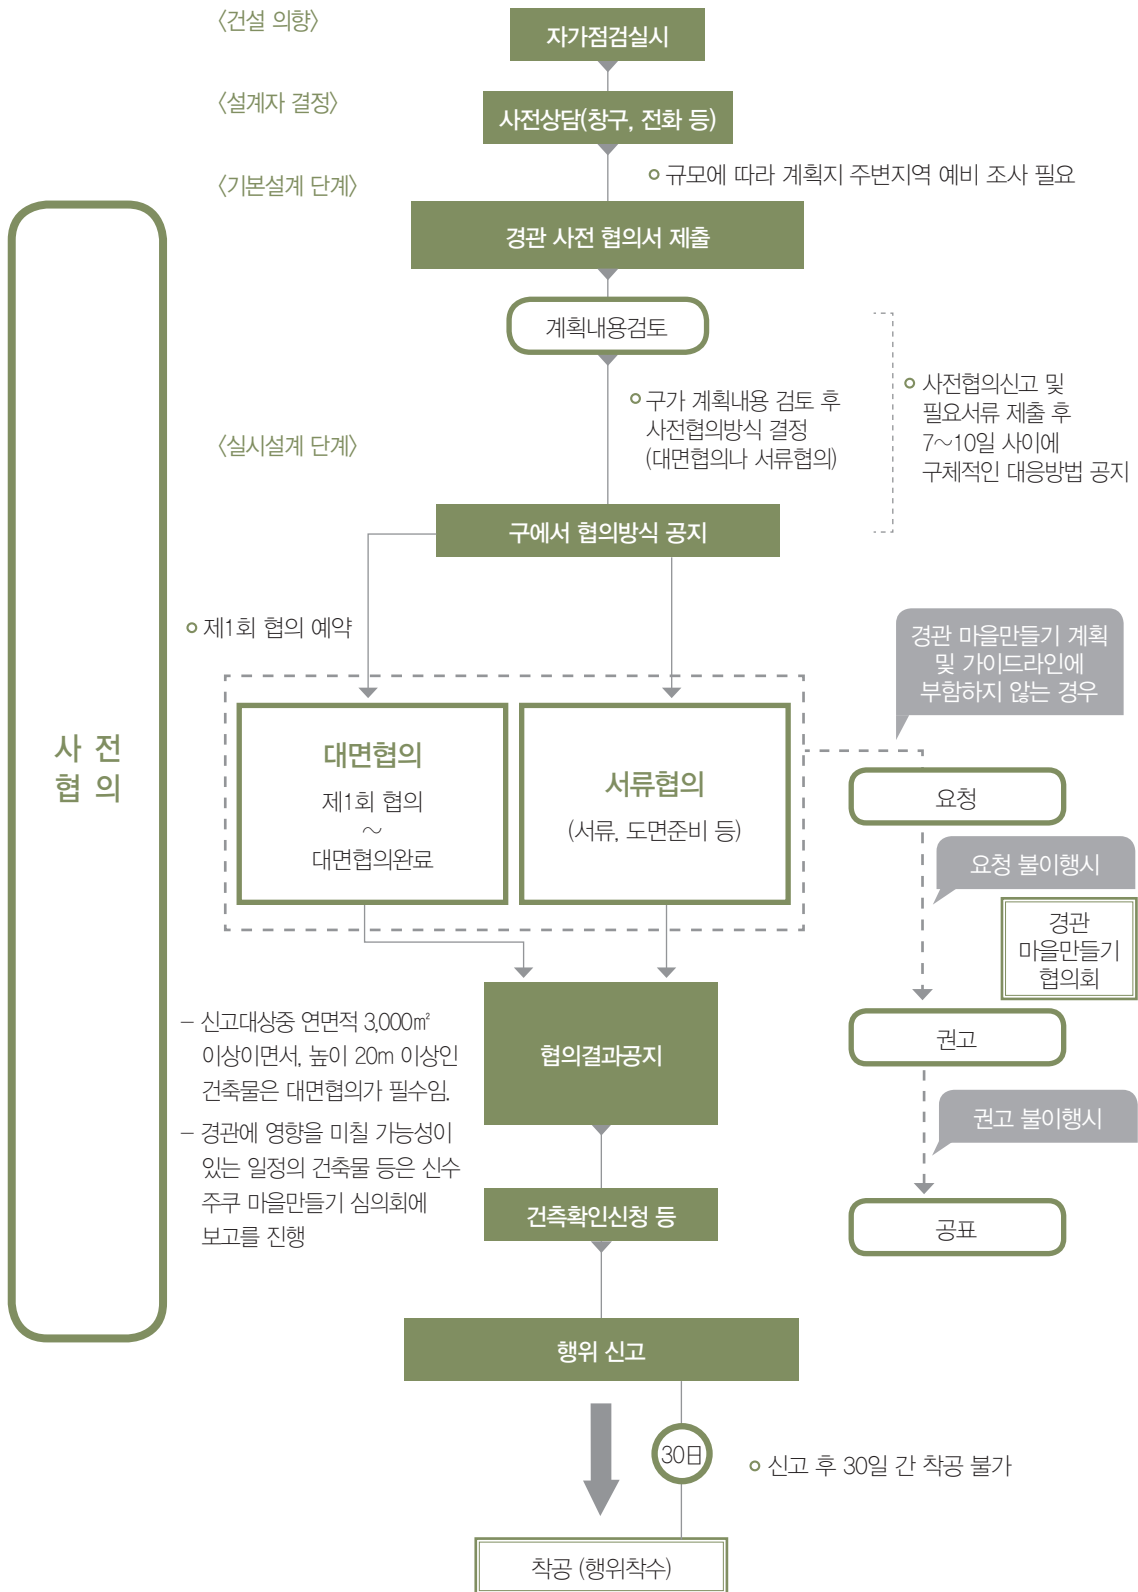 〈건설 의향〉
자가점검실시
〈설계자 결정〉
사전상담(창구, 전화 등)
〈기본설계 단계〉
규모에 따라 계획지 주변지역 예비 조사 필요
경관 사전 협의서 제출
계획내용검토
구가 계획내용 검토 후
사전협의방식 결정
(대면협의나 서류협의)
사전협의신고 및
필요서류 제출 후
7~10일 사이에
구체적인 대응방법 공지
〈실시설계 단계〉
구에서 협의방식 공지
제1회 협의 예약
경관 마을만들기 계획
및 가이드라인에
부합하지 않는 경우
사 전
협 의
대면협의
제1회 협의
~
대면협의완료
서류협의
(서류, 도면준비 등)
요청
요청 불이행시
경관
마을만들기
협의회
권고
권고 불이행시
공표
협의결과공지
– 신고대상중 연면적 3,000㎡
이상이면서, 높이 20m 이상인
건축물은 대면협의가 필수임.
– 경관에 영향을 미칠 가능성이
있는 일정의 건축물 등은 신수
주쿠 마을만들기 심의회에
보고를 진행
건측확인신청 등
행위 신고
30日
신고 후 30일 간 착공 불가
착공 (행위착수)